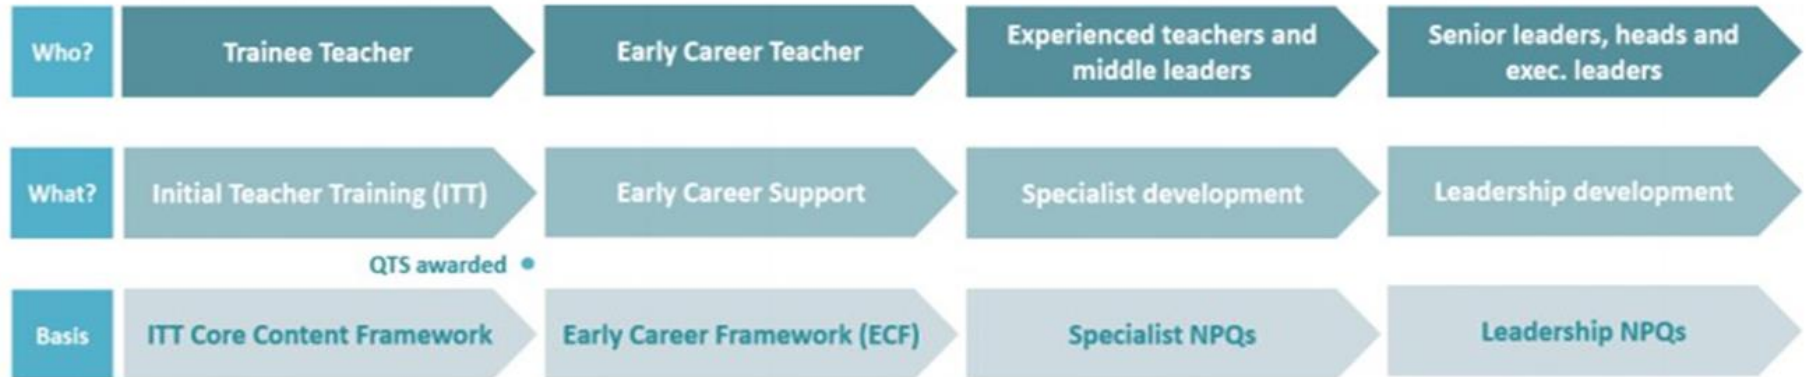 Who?
Trainee Teacher
Early Career Teacher
Experienced teachers and
middle leaders
Senior leaders, heads and
exec. leaders
What?
Initial Teacher Training (ITT)
Early Career Support
Specialist development
Leadership development
QTS awarded
Basis
ITT Core Content Framework
Early Career Framework (ECF)
Specialist NPQs
Leadership NPQs